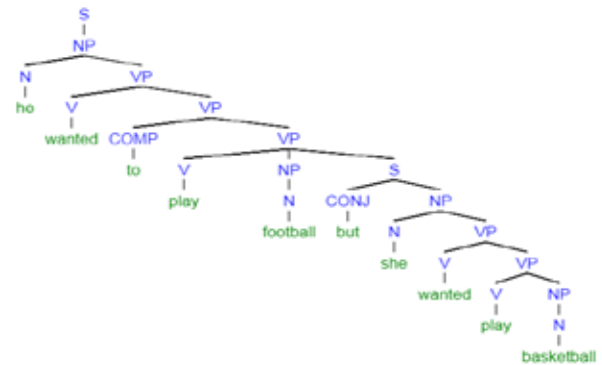 S
NP
N VP
he V VP
wanted COMP VP
to V NP S
play N CONJ NP
football but N VP
she V VP
wanted V NP
play N
basketball